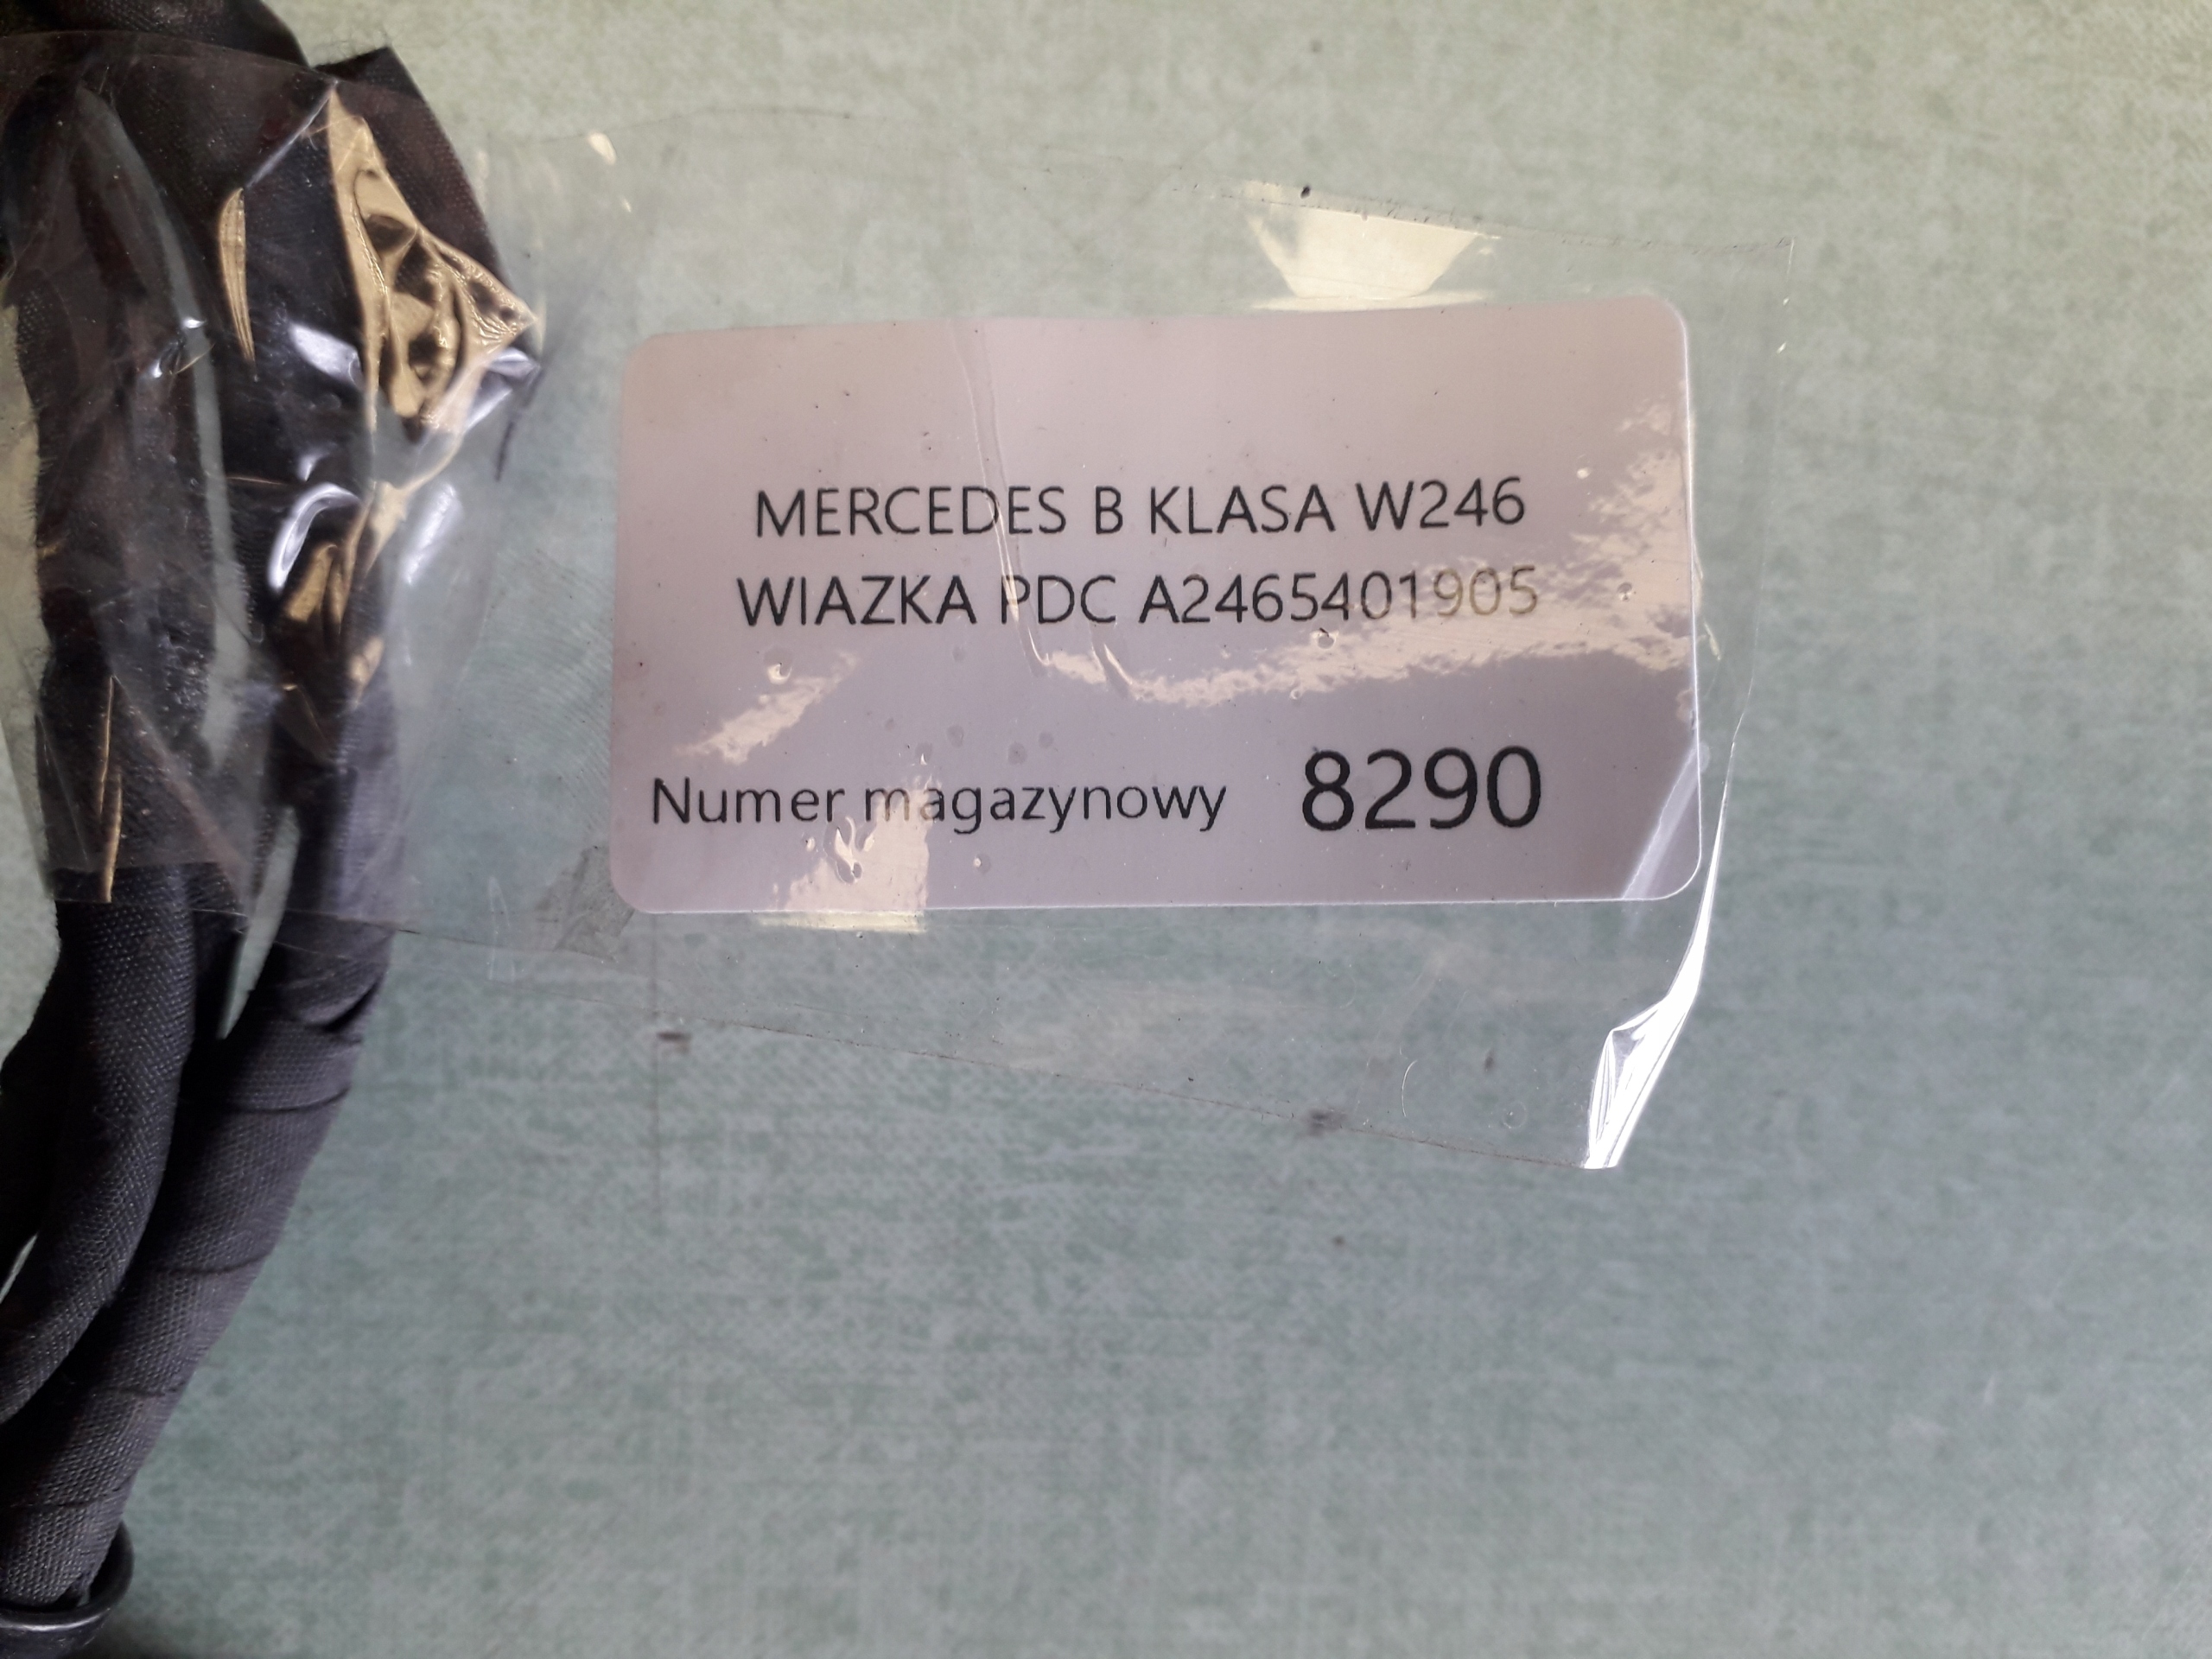 MERCEDES B KLASA W246
WIAZKA PDC A2465401905
Numer magazynowy 8290